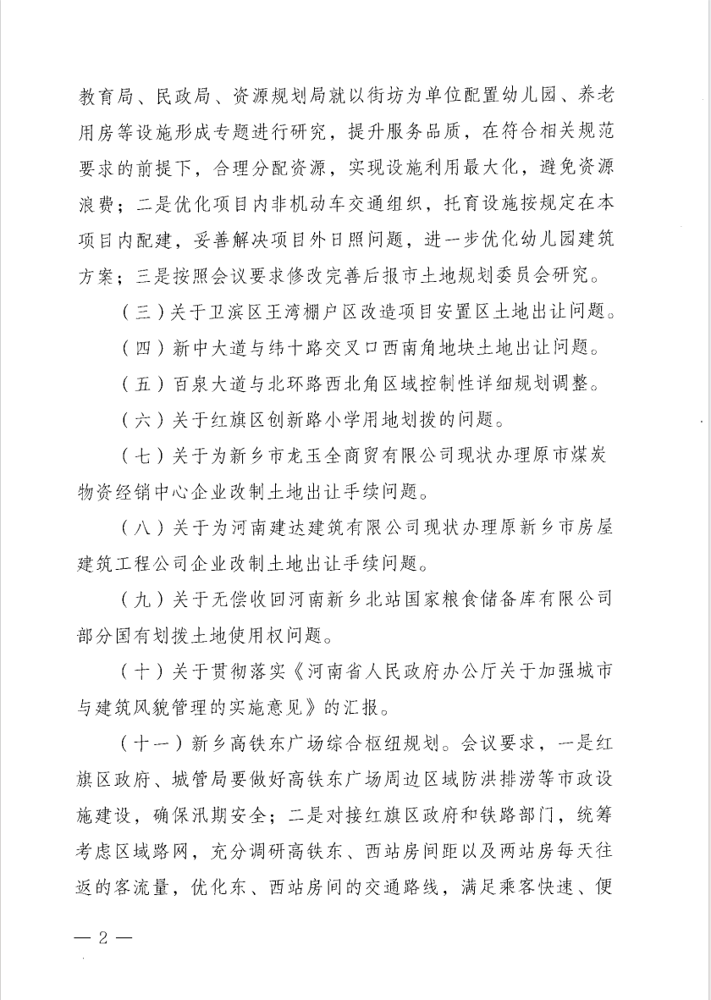 教育局、民政局、资源规划局就以街坊为单位配置幼儿园、养老
用房等设施形成专题进行研究，提升服务品质，在符合相关规范
要求的前提下，合理分配资源，实现设施利用最大化，避免资源
浪费；二是优化项目内非机动车交通组织，托育设施按规定在本
项目内配建，妥善解决项目外日照问题，进一步优化幼儿园建筑
方案；三是按照会议要求修改完善后报市土地规划委员会研究。
（三）关于卫滨区王湾棚户区改造项目安置区土地出让问题。
（四）新中大道与纬十路交叉口西南角地块土地出让问题。
（五）百泉大道与北环路西北角区域控制性详细规划调整。
（六）关于红旗区创新路小学用地划拨的问题。
（七）关于为新乡市龙玉全商贸有限公司现状办理原市煤炭
物资经销中心企业改制土地出让手续问题。
（八）关于为河南建达建筑有限公司现状办理原新乡市房屋
建筑工程公司企业改制土地出让手续问题。
（九）关于无偿收回河南新乡北站国家粮食储备库有限公司
部分国有划拨土地使用权问题。
（十）关于贯彻落实《河南省人民政府办公厅关于加强城市
与建筑风貌管理的实施意见》的汇报。
（十一）新乡高铁东广场综合枢纽规划。会议要求，一是红
旗区政府、城管局要做好高铁东广场周边区域防洪排涝等市政设
施建设，确保汛期安全；二是对接红旗区政府和铁路部门，统筹
考虑区域路网，充分调研高铁东、西站房间距以及两站房每天往
返的客流量，优化东、西站房间的交通路线，满足乘客快速、便
— 2 —